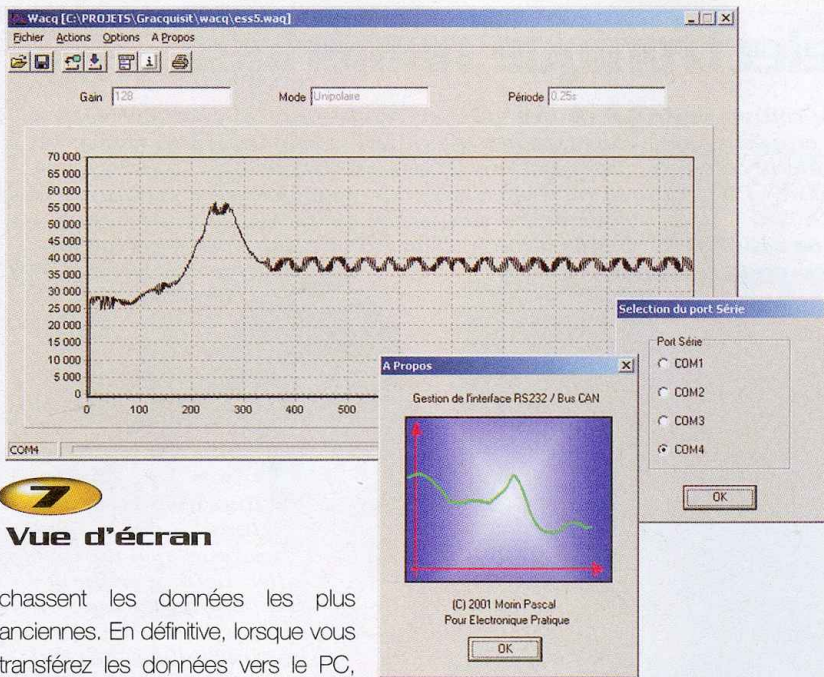 Wacq [C:\PROJETS\Gracquisit\wacq\ess5.waq]
Fichier Actions Options A Propos
Gain 128 Mode Unipolaire Période 0.25s
70 000
65 000
60 000
55 000
50 000
45 000
40 000
35 000
30 000
25 000
20 000
15 000
10 000
5 000
0
0 100 200 300 400 500
COM4
Selection du port Série
Port Série
COM1
COM2
COM3
COM4
OK
A Propos
Gestion de l'interface RS232 / Bus CAN
(C) 2001 Morin Pascal
Pour Electronique Pratique
OK
7
Vue d'écran
chassent les données les plus
anciennes. En définitive, lorsque vous
transférez les données vers le PC,